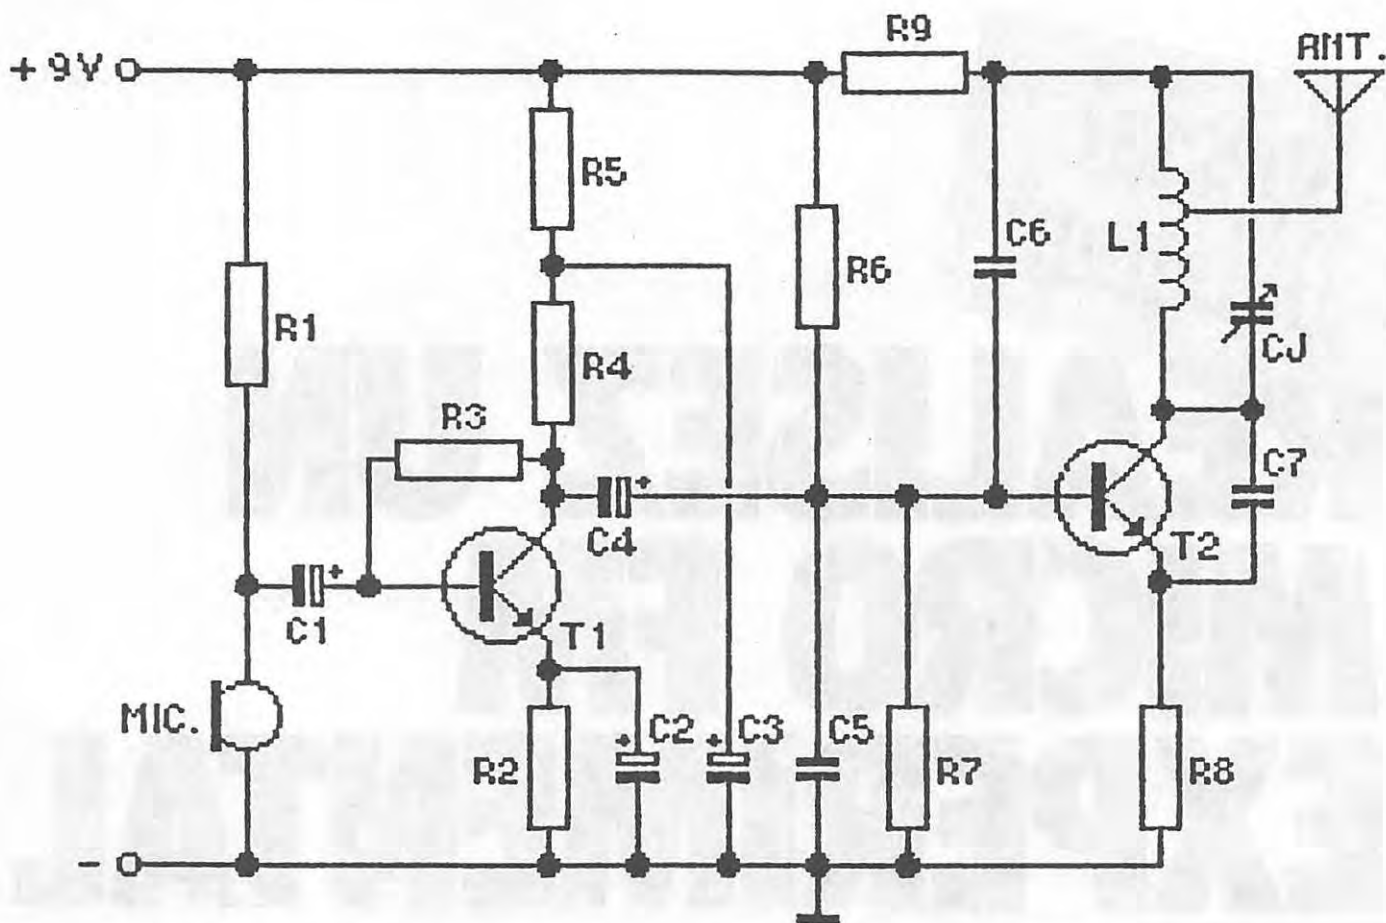 R9
ANT.
+9V
R5
C6
L1
R6
R1
R4
CJ
R3
C7
C4
T2
C1
T1
MIC.
+
C2
+
C3
C5
R2
R7
R8
-
+
+